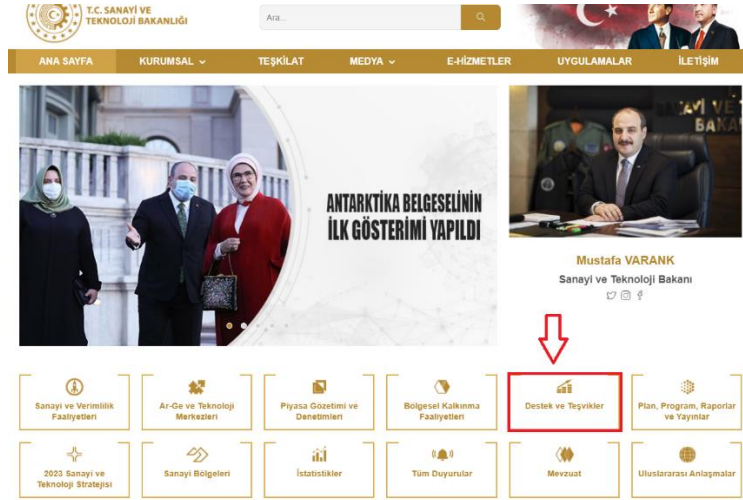 T.C. SANAYİ VE
TEKNOLOJİ BAKANLIĞI
Ara...
ANA SAYFA KURUMSAL TEŞKİLAT MEDYA E-HİZMETLER UYGULAMALAR İLETİŞİM
ANTARKTİKA BELGESELİNİN
İLK GÖSTERİMİ YAPILDI
Mustafa VARANK
Sanayi ve Teknoloji Bakanı
Sanayi ve Verimlilik
Faaliyetleri
Ar-Ge ve Teknoloji
Merkezleri
Piyasa Gözetimi ve
Denetimleri
Bölgesel Kalkınma
Faaliyetleri
Destek ve Teşvikler
Plan, Program, Raporlar
ve Yayınlar
2023 Sanayi ve
Teknoloji Stratejisi
Sanayi Bölgeleri
İstatistikler
Tüm Duyurular
Mevzuat
Uluslararası Anlaşmalar